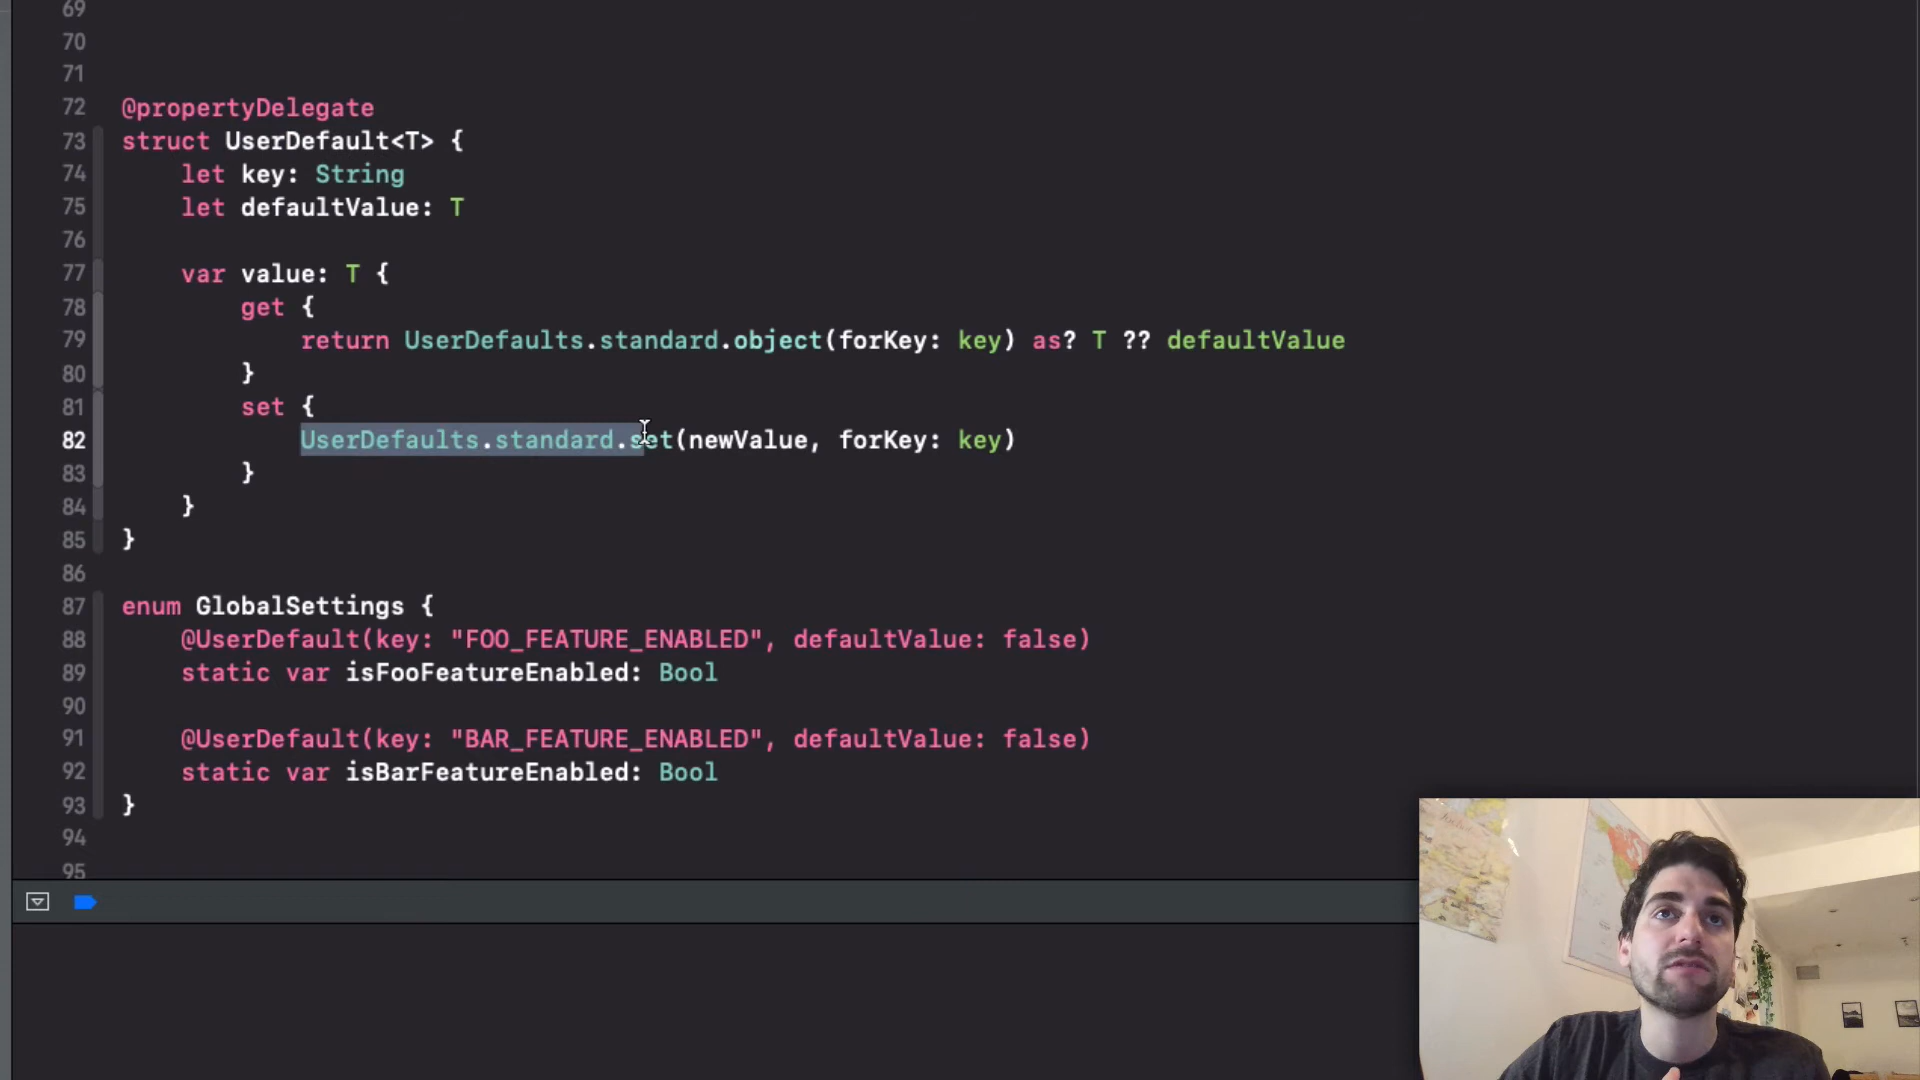 69
70
71
72 @propertyDelegate
73 struct UserDefault<T> {
74 let key: String
75 let defaultValue: T
76
77 var value: T {
78 get {
79 return UserDefaults.standard.object(forKey: key) as? T ?? defaultValue
80 }
81 set {
82 UserDefaults.standard.set(newValue, forKey: key)
83 }
84 }
85 }
86
87 enum GlobalSettings {
88 @UserDefault(key: "FOO_FEATURE_ENABLED", defaultValue: false)
89 static var isFooFeatureEnabled: Bool
90
91 @UserDefault(key: "BAR_FEATURE_ENABLED", defaultValue: false)
92 static var isBarFeatureEnabled: Bool
93 }
94
95